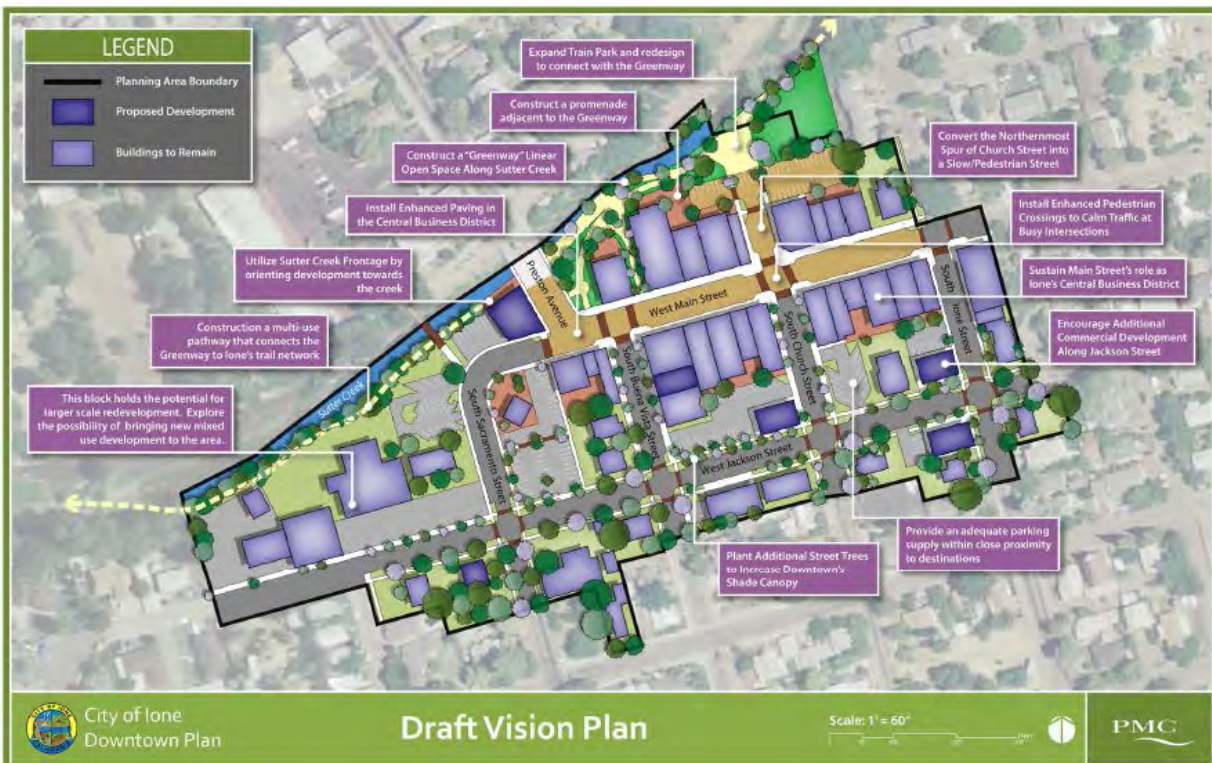 LEGEND
Planning Area Boundary
Proposed Development
Buildings to Remain
Expand Train Park and redesign
to connect with the Greenway
Construct a promenade
adjacent to the Greenway
Construct a "Greenway" Linear
Open Space Along Sutter Creek
Install Enhanced Paving in
the Central Business District
Utilize Sutter Creek Frontage by
orienting development towards
the creek
Construction a multi-use
pathway that connects the
Greenway to Ione's trail network
This block holds the potential for
larger scale redevelopment. Explore
the possibility of bringing new mixed
use development to the area.
Convert the Northernmost
Spur of Church Street into
a Slow/Pedestrian Street
Install Enhanced Pedestrian
Crossings to Calm Traffic at
Busy Intersections
Sustain Main Street's role as
Ione's Central Business District
Encourage Additional
Commercial Development
Along Jackson Street
Provide an adequate parking
supply within close proximity
to destinations
Plant Additional Street Trees
to Increase Downtown's
Shade Canopy
Sutter Creek
Preston Avenue
West Main Street
South Sacramento Street
South Buena Vista Street
South Church Street
South Ione Street
West Jackson Street
City of Ione
Downtown Plan
Draft Vision Plan
Scale: 1' = 60"
PMC